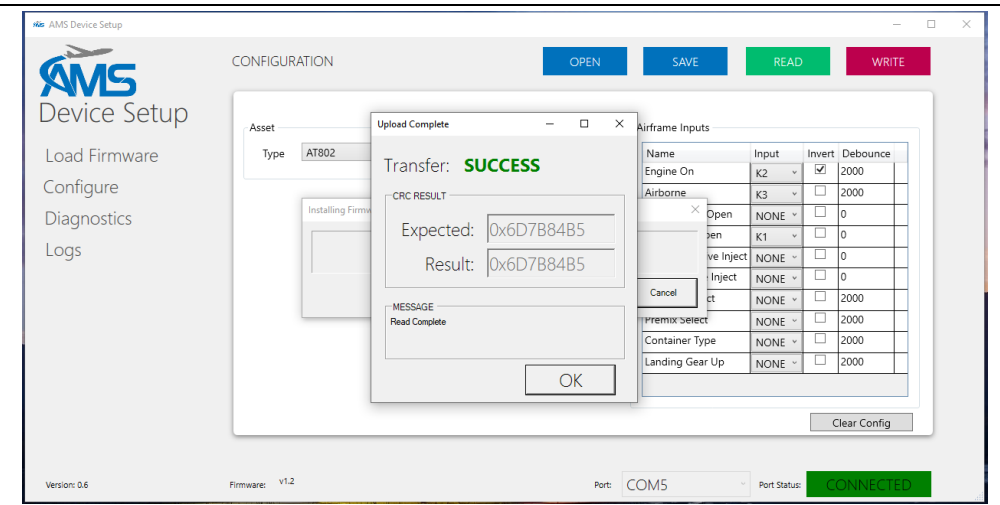 AMS AMS Device Setup
AMS
Device Setup
Load Firmware
Configure
Diagnostics
Logs
CONFIGURATION
OPEN
SAVE
READ
WRITE
Asset
Type AT802
Installing Firmw
Cancel
Upload Complete
Transfer: SUCCESS
CRC RESULT
Expected: 0x6D7B84B5
Result: 0x6D7B84B5
MESSAGE
Read Complete
OK
Airframe Inputs
Name Input Invert Debounce
Engine On K2 2000
Airborne K3 2000
Open NONE 0
pen K1 0
ve Inject NONE 0
Inject NONE 0
ct NONE 2000
Premix Select NONE 2000
Container Type NONE 2000
Landing Gear Up NONE 2000
Clear Config
Version: 0.6
Firmware: v1.2
Port: COM5
Port Status: CONNECTED